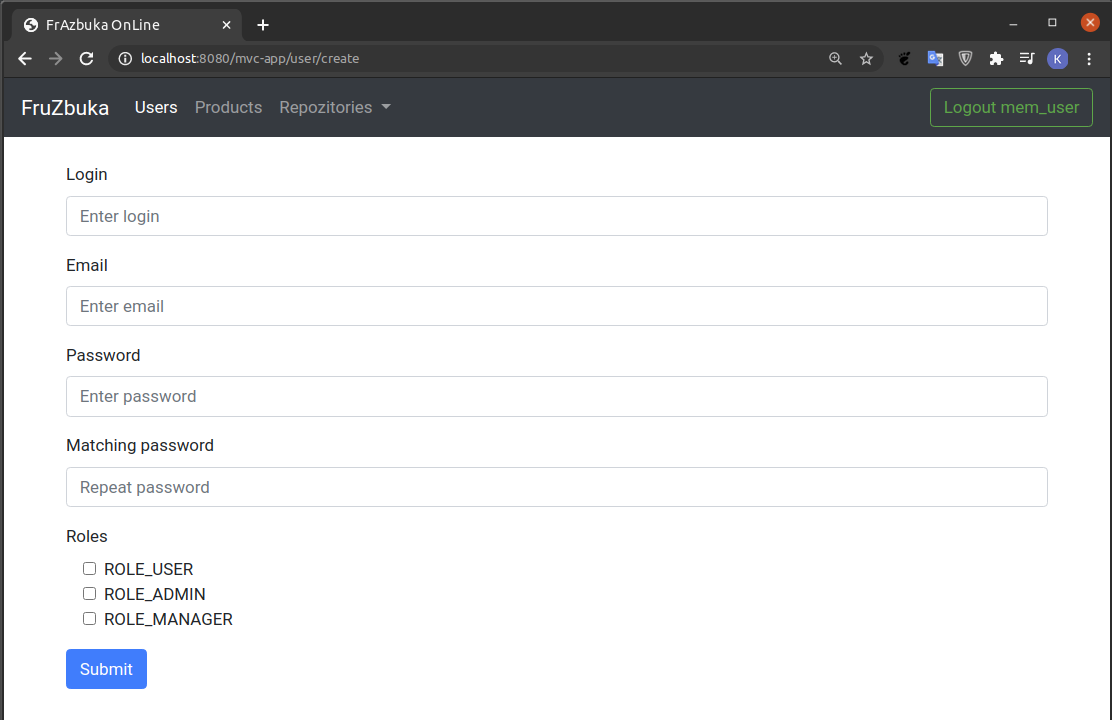 FrAzbuka OnLine
localhost:8080/mvc-app/user/create
K
FruZbuka Users Products Repozitories Logout mem_user
Login
Enter login
Email
Enter email
Password
Enter password
Matching password
Repeat password
Roles
ROLE_USER
ROLE_ADMIN
ROLE_MANAGER
Submit